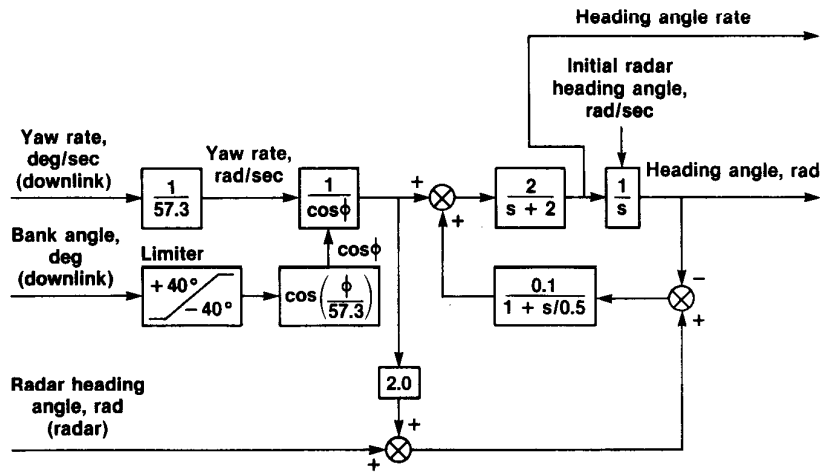 Heading angle rate
Initial radar
heading angle,
rad/sec
Yaw rate,
deg/sec
(downlink)
Yaw rate,
rad/sec
Heading angle, rad
1
57.3
1
cosϕ
+
+
2
s + 2
1
s
Bank angle,
deg
(downlink)
Limiter
cosϕ
+ 40°
− 40°
cos(ϕ
57.3)
0.1
1 + s/0.5
−
+
2.0
Radar heading
angle, rad
(radar)
+
+